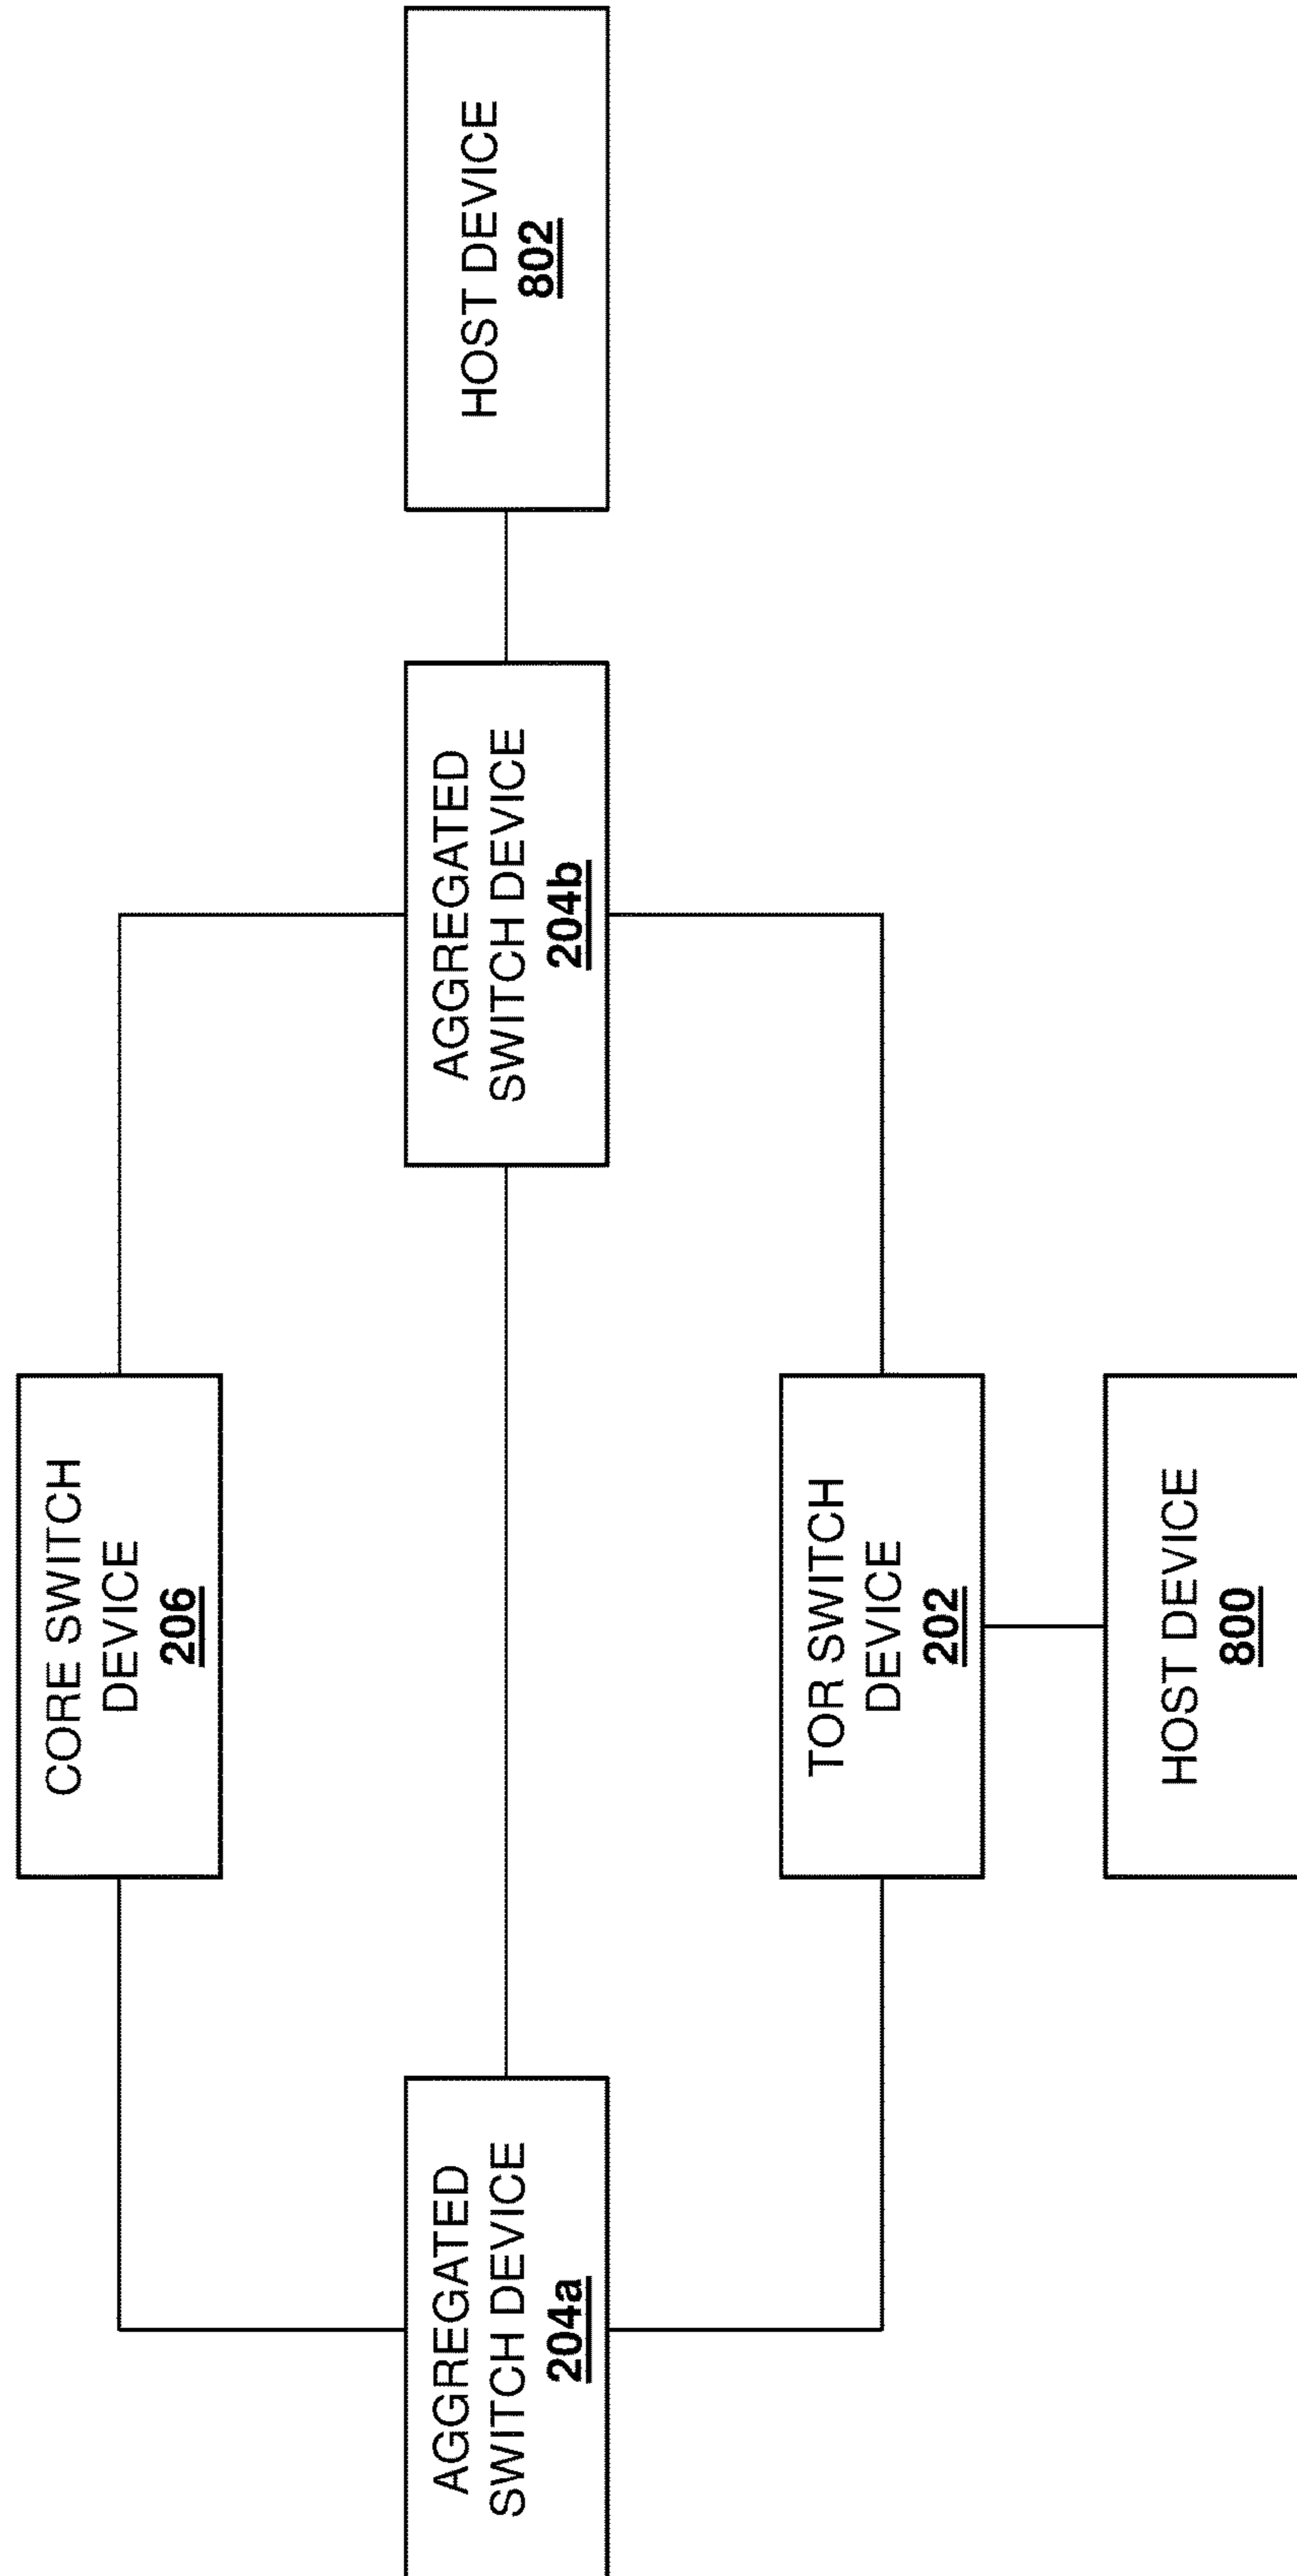 CORE SWITCH
DEVICE
206
AGGREGATED
SWITCH DEVICE
204a
AGGREGATED
SWITCH DEVICE
204b
HOST DEVICE
802
TOR SWITCH
DEVICE
202
HOST DEVICE
800